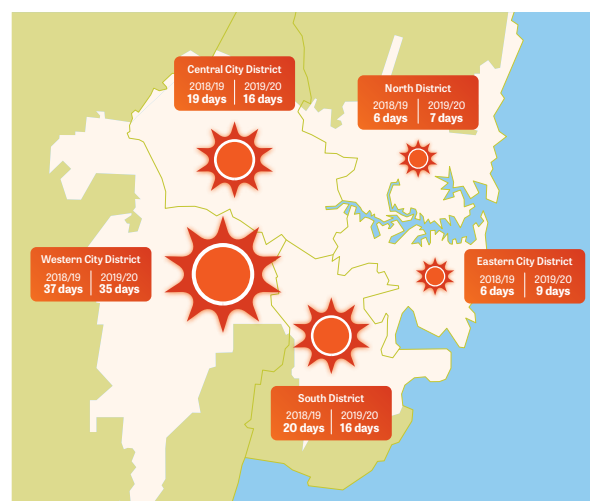 Central City District
2018/19 2019/20
19 days 16 days
North District
2018/19 2019/20
6 days 7 days
Western City District
2018/19 2019/20
37 days 35 days
Eastern City District
2018/19 2019/20
6 days 9 days
South District
2018/19 2019/20
20 days 16 days